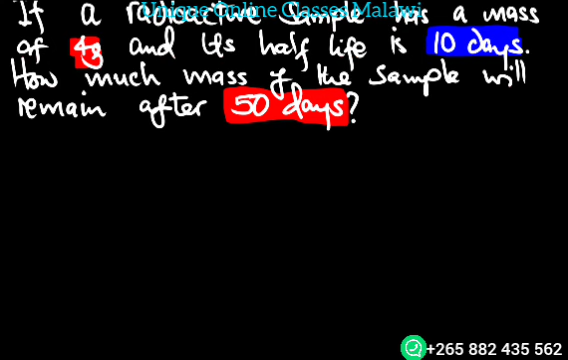 Unique Online Classes Malawi
If a radioactive Sample has a mass
of 4g and its half life is 10 days.
How much mass of the sample will
remain after 50 days?
+265 882 435 562